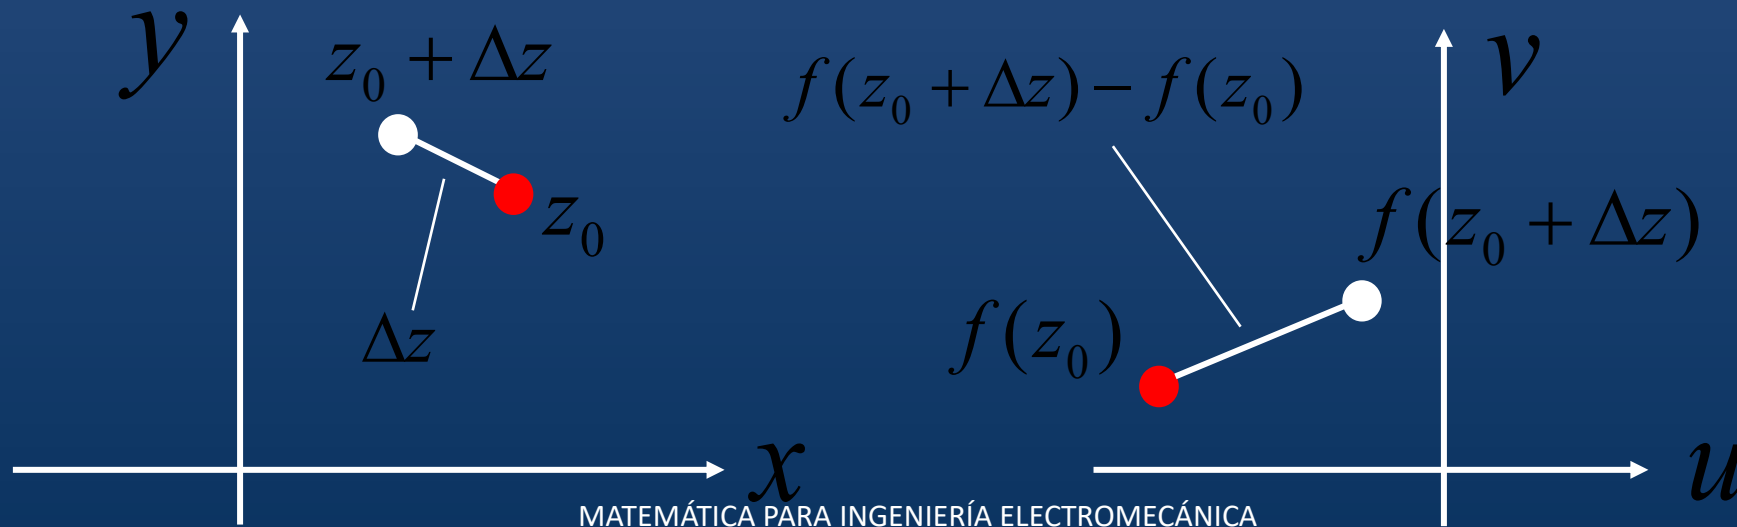 y
z₀ + Δz
f(z₀ + Δz) − f(z₀)
v
z₀
f(z₀ + Δz)
Δz
f(z₀)
x
u
MATEMÁTICA PARA INGENIERÍA ELECTROMECÁNICA